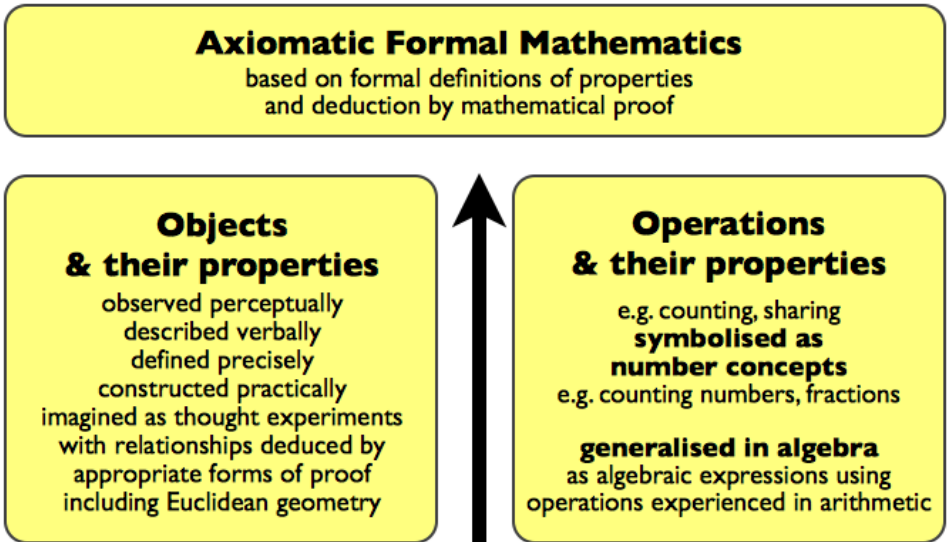 Axiomatic Formal Mathematics
based on formal definitions of properties
and deduction by mathematical proof
Objects
& their properties
observed perceptually
described verbally
defined precisely
constructed practically
imagined as thought experiments
with relationships deduced by
appropriate forms of proof
including Euclidean geometry
Operations
& their properties
e.g. counting, sharing
symbolised as
number concepts
e.g. counting numbers, fractions
generalised in algebra
as algebraic expressions using
operations experienced in arithmetic